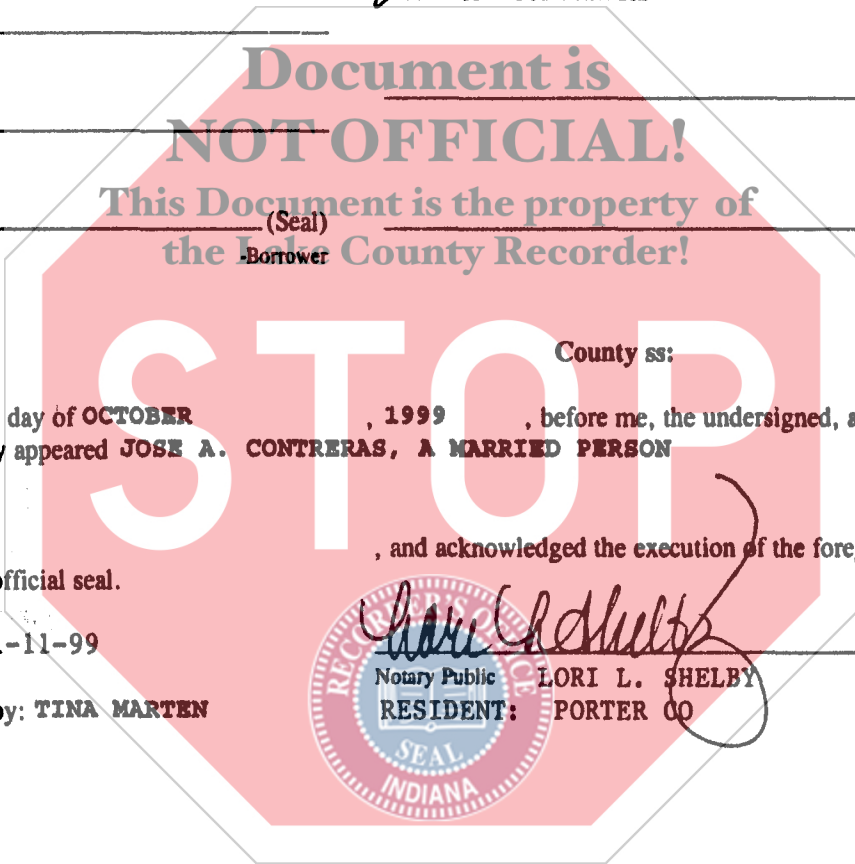 Document is
NOT OFFICIAL!
This Document is the property of
the Lake County Recorder!
(Seal)
-Borrower
STOP
County ss:
day of OCTOBER , 1999 , before me, the undersigned, a
y appeared JOSE A. CONTRERAS, A MARRIED PERSON
, and acknowledged the execution of the fore
official seal.
-11-99
Notary Public LORI L. SHELBY
y: TINA MARTEN RESIDENT: PORTER CO
RECORDER'S OFFICE
SEAL
INDIANA